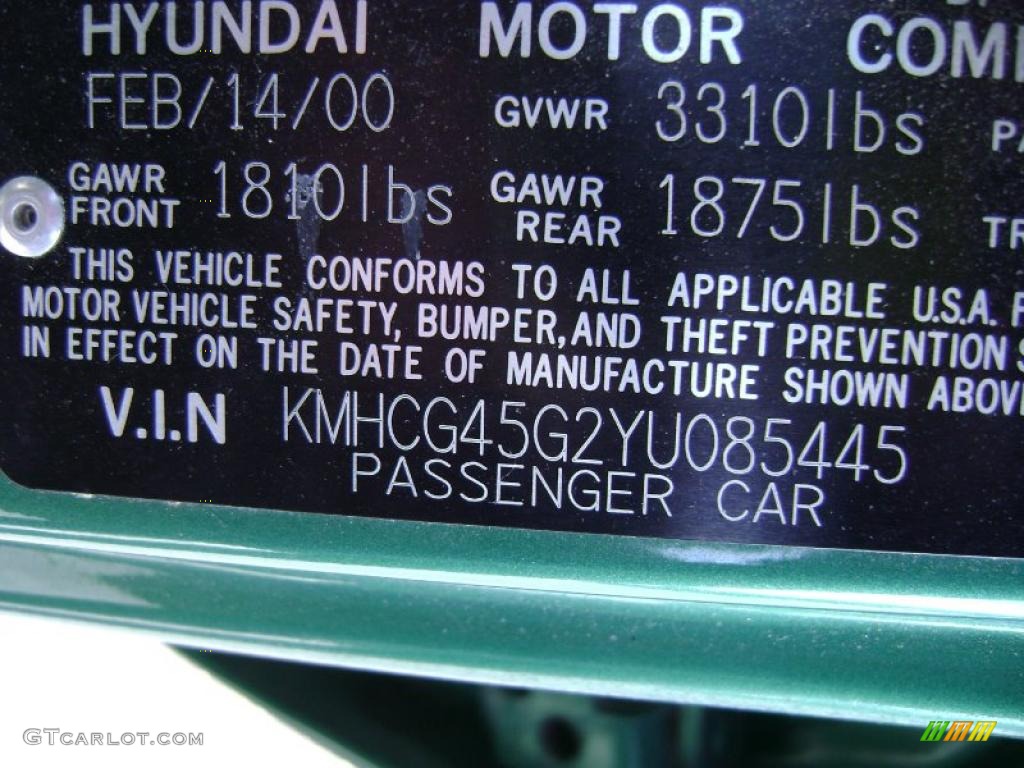 HYUNDAI MOTOR
FEB/14/00 GVWR 3310lbs
GAWR FRONT 1810lbs GAWR REAR 1875lbs
THIS VEHICLE CONFORMS TO ALL APPLICABLE U.S.A.
MOTOR VEHICLE SAFETY, BUMPER, AND THEFT PREVENTION
IN EFFECT ON THE DATE OF MANUFACTURE SHOWN ABOVE
V.I.N KMHCG45G2YU085445
PASSENGER CAR
GTCARLOT.COM